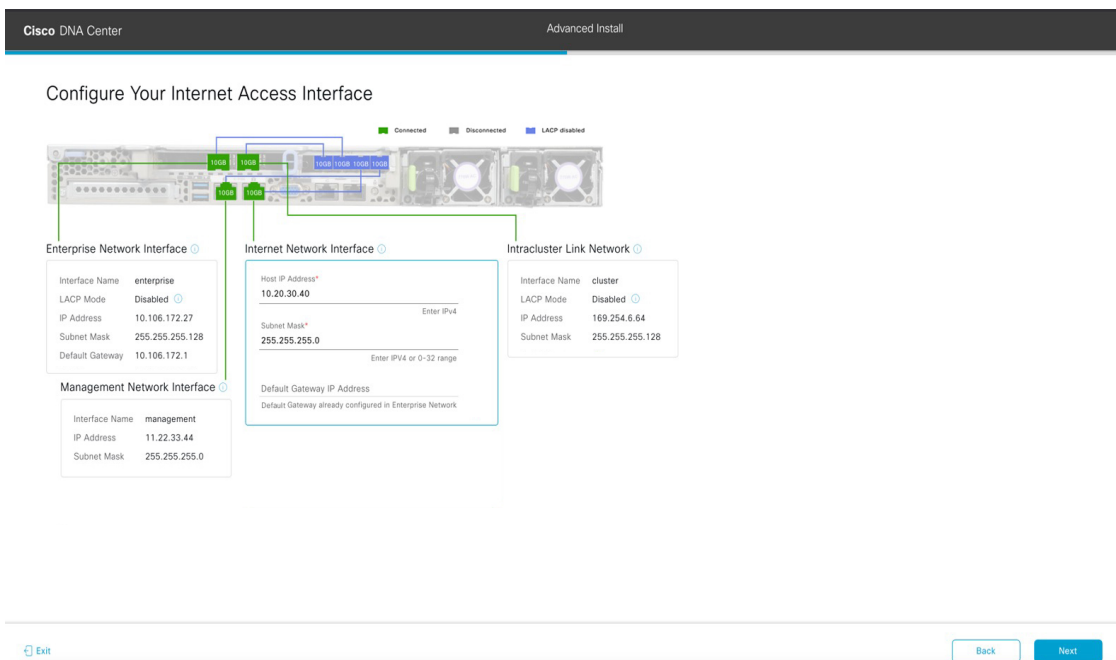 Cisco DNA Center
Advanced Install
Configure Your Internet Access Interface
Connected
Disconnected
LACP disabled
10GB
10GB
10GB 10GB 10GB 10GB
10GB
10GB
Enterprise Network Interface
Interface Name enterprise
LACP Mode Disabled
IP Address 10.106.172.27
Subnet Mask 255.255.255.128
Default Gateway 10.106.172.1
Management Network Interface
Interface Name management
IP Address 11.22.33.44
Subnet Mask 255.255.255.0
Internet Network Interface
Host IP Address*
10.20.30.40
Enter IPv4
Subnet Mask*
255.255.255.0
Enter IPV4 or 0-32 range
Default Gateway IP Address
Default Gateway already configured in Enterprise Network
Intracluster Link Network
Interface Name cluster
LACP Mode Disabled
IP Address 169.254.6.64
Subnet Mask 255.255.255.128
Exit
Back
Next